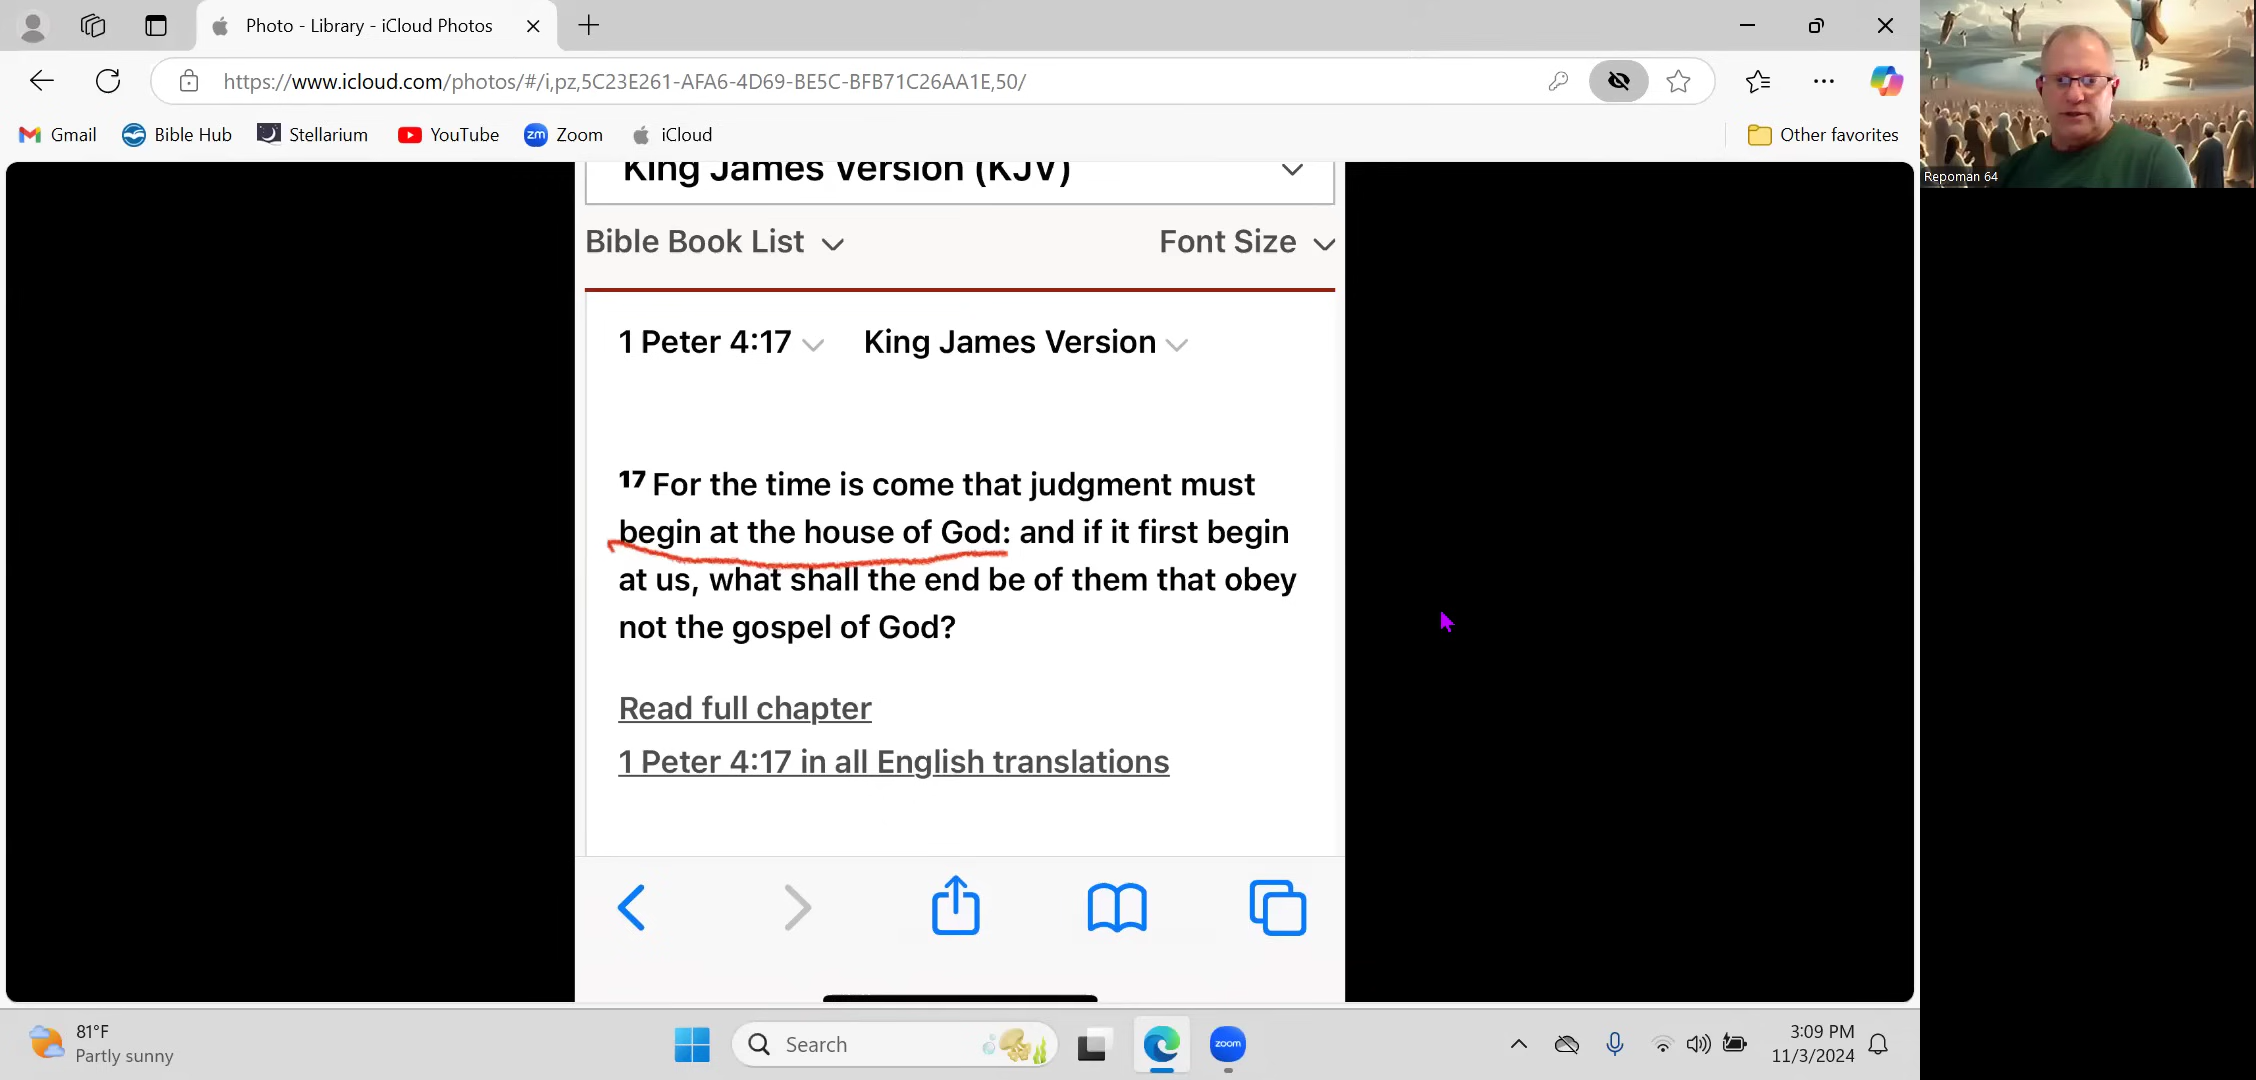 Photo - Library - iCloud Photos
https://www.icloud.com/photos/#/i,pz,5C23E261-AFA6-4D69-BE5C-BFB71C26AA1E,50/
Gmail Bible Hub Stellarium YouTube zm Zoom iCloud Other favorites
Repoman 64
King James Version (KJV)
Bible Book List Font Size
1 Peter 4:17 King James Version
17 For the time is come that judgment must
begin at the house of God: and if it first begin
at us, what shall the end be of them that obey
not the gospel of God?
Read full chapter
1 Peter 4:17 in all English translations
81°F
Partly sunny
Search
zoom
3:09 PM
11/3/2024